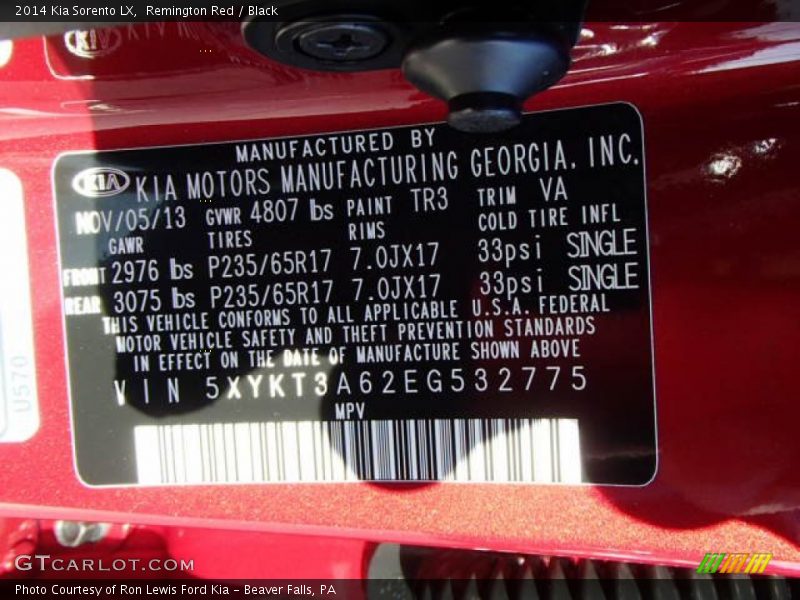 2014 Kia Sorento LX, Remington Red / Black
KIA
MANUFACTURED BY
KIA KIA MOTORS MANUFACTURING GEORGIA. INC.
NOV/05/13 GVWR 4807 lbs PAINT TR3 TRIM VA
GAWR TIRES RIMS COLD TIRE INFL
FRONT 2976 lbs P235/65R17 7.0JX17 33psi SINGLE
REAR 3075 lbs P235/65R17 7.0JX17 33psi SINGLE
THIS VEHICLE CONFORMS TO ALL APPLICABLE U.S.A. FEDERAL
MOTOR VEHICLE SAFETY AND THEFT PREVENTION STANDARDS
IN EFFECT ON THE DATE OF MANUFACTURE SHOWN ABOVE
VIN 5XYKT3A62EG532775
MPV
U570
GTCARLOT.COM
Photo Courtesy of Ron Lewis Ford Kia - Beaver Falls, PA